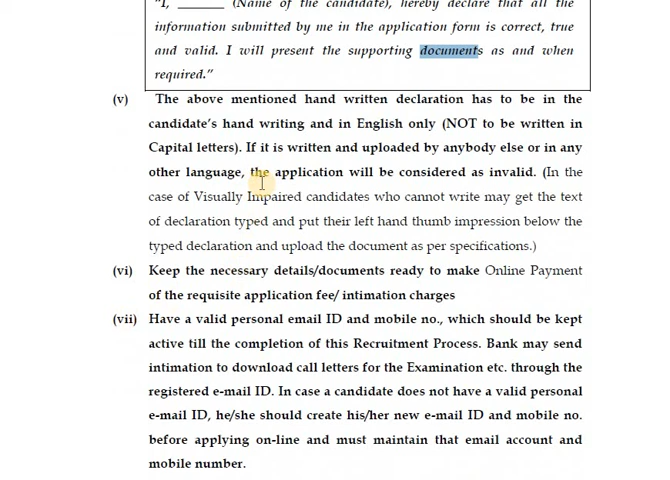 "I, _______ (Name of the candidate), hereby declare that all the
information submitted by me in the application form is correct, true
and valid. I will present the supporting documents as and when
required."
(v) The above mentioned hand written declaration has to be in the
candidate's hand writing and in English only (NOT to be written in
Capital letters). If it is written and uploaded by anybody else or in any
other language, the application will be considered as invalid. (In the
case of Visually Impaired candidates who cannot write may get the text
of declaration typed and put their left hand thumb impression below the
typed declaration and upload the document as per specifications.)
(vi) Keep the necessary details/documents ready to make Online Payment
of the requisite application fee/ intimation charges
(vii) Have a valid personal email ID and mobile no., which should be kept
active till the completion of this Recruitment Process. Bank may send
intimation to download call letters for the Examination etc. through the
registered e-mail ID. In case a candidate does not have a valid personal
e-mail ID, he/she should create his/her new e-mail ID and mobile no.
before applying on-line and must maintain that email account and
mobile number.